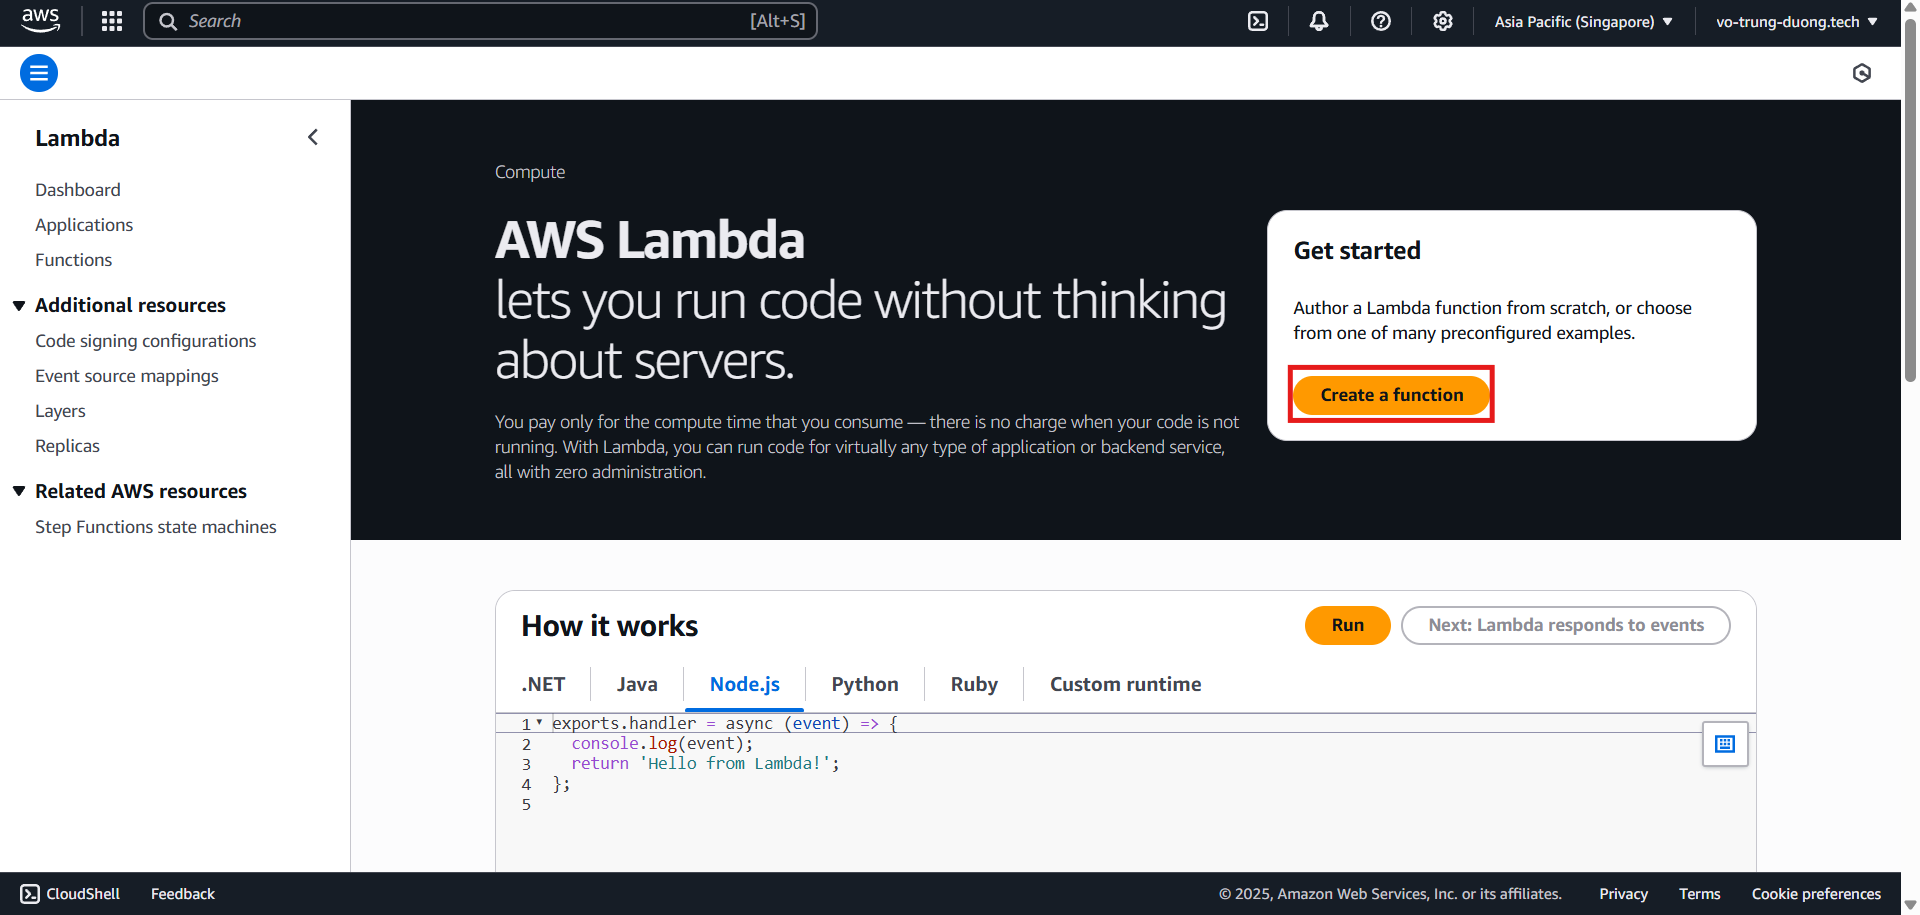 aws
Search [Alt+S]
Asia Pacific (Singapore)
vo-trung-duong.tech
Lambda
Dashboard
Applications
Functions
Additional resources
Code signing configurations
Event source mappings
Layers
Replicas
Related AWS resources
Step Functions state machines
Compute
AWS Lambda
lets you run code without thinking
about servers.
You pay only for the compute time that you consume — there is no charge when your code is not
running. With Lambda, you can run code for virtually any type of application or backend service,
all with zero administration.
Get started
Author a Lambda function from scratch, or choose
from one of many preconfigured examples.
Create a function
How it works
Run
Next: Lambda responds to events
.NET Java Node.js Python Ruby Custom runtime
1 exports.handler = async (event) => {
2 console.log(event);
3 return 'Hello from Lambda!';
4 };
5
CloudShell Feedback © 2025, Amazon Web Services, Inc. or its affiliates. Privacy Terms Cookie preferences